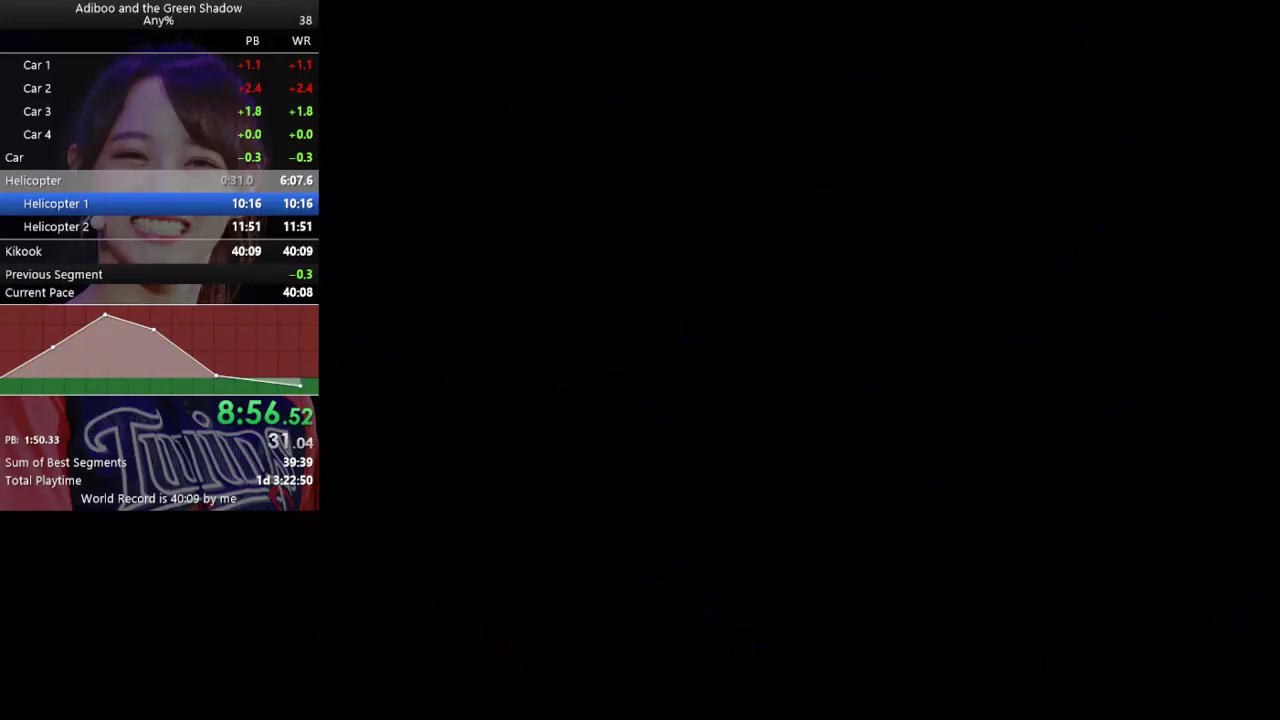 Adiboo and the Green Shadow
Any% 38
PB WR
Car 1 +1.1 +1.1
Car 2 +2.4 +2.4
Car 3 +1.8 +1.8
Car 4 +0.0 +0.0
Car −0.3 −0.3
Helicopter 0:31.0 6:07.6
Helicopter 1 10:16 10:16
Helicopter 2 11:51 11:51
Kikook 40:09 40:09
Previous Segment −0.3
Current Pace 40:08
8:56.52
PB: 1:50.33 31.04
Sum of Best Segments 39:39
Total Playtime 1d 3:22:50
World Record is 40:09 by me
Twins